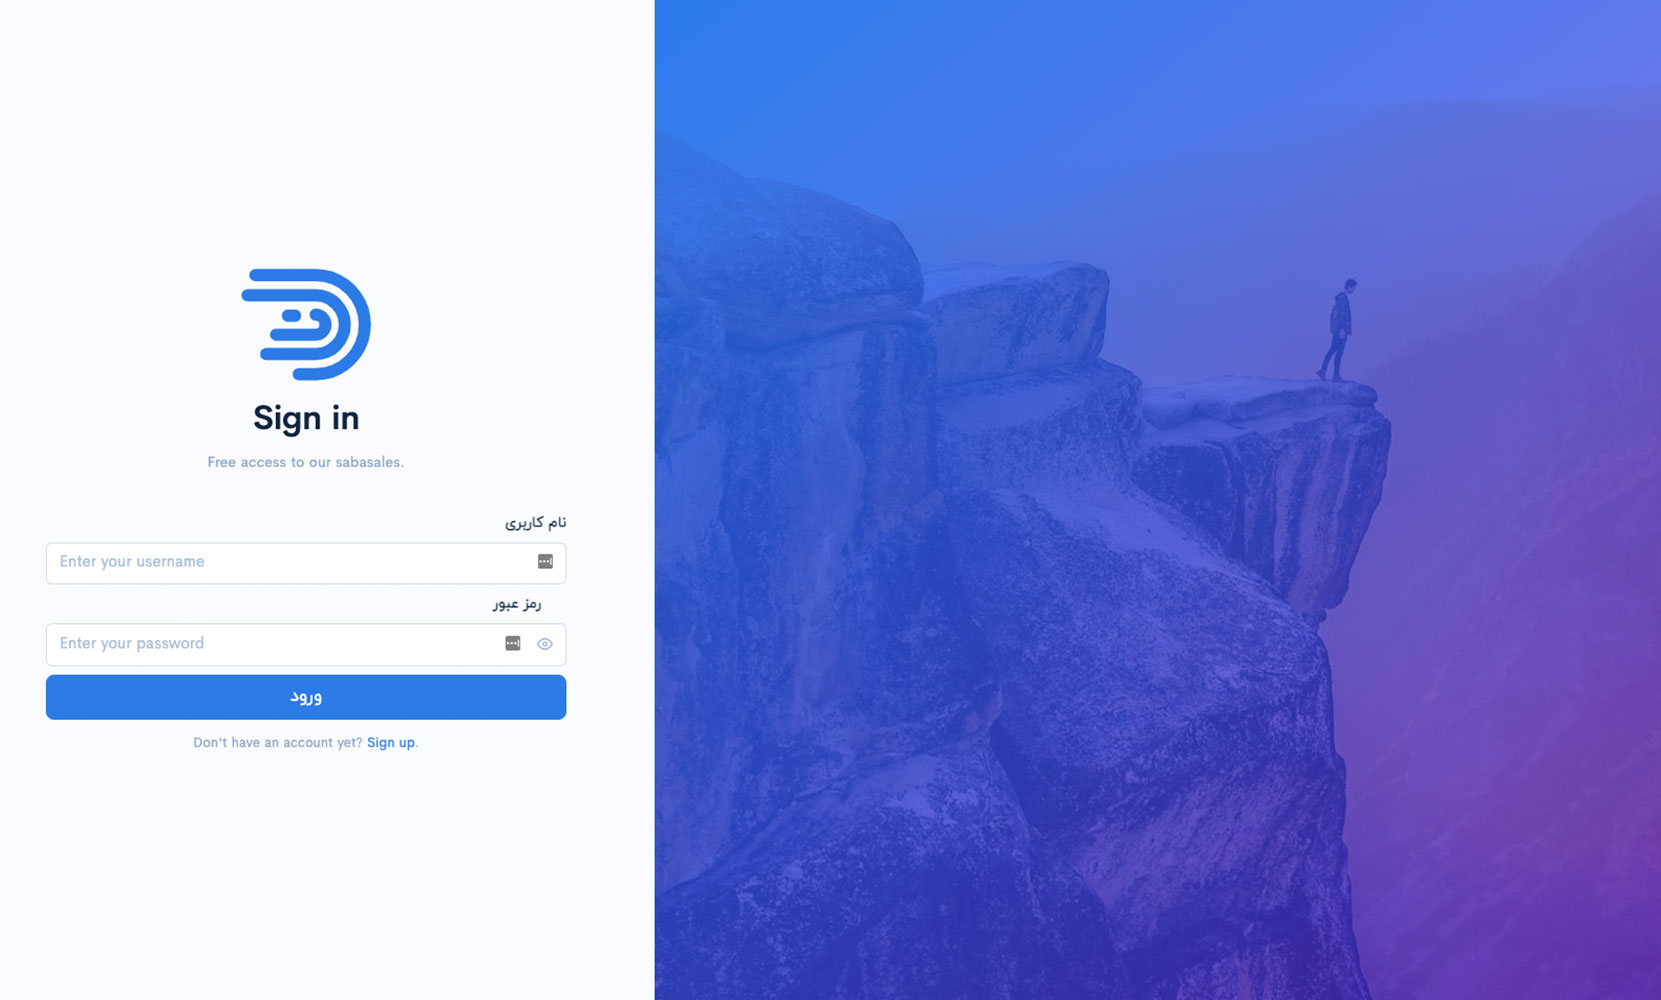 Sign in
Free access to our sabasales.
نام کاربری
Enter your username
رمز عبور
Enter your password
ورود
Don't have an account yet? Sign up.